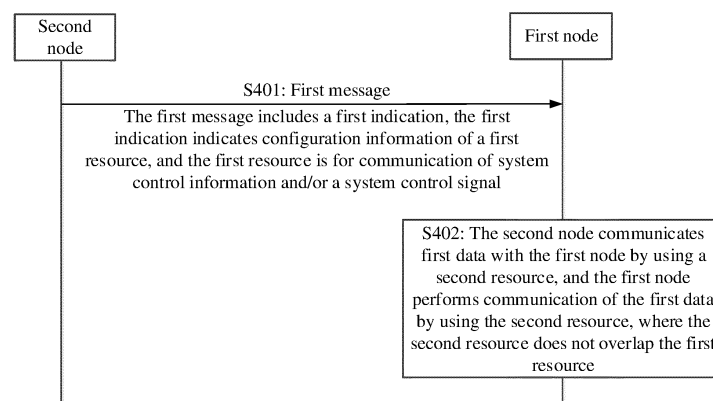 Second
node
First node
S401: First message
The first message includes a first indication, the first
indication indicates configuration information of a first
resource, and the first resource is for communication of system
control information and/or a system control signal
S402: The second node communicates
first data with the first node by using a
second resource, and the first node
performs communication of the first data
by using the second resource, where the
second resource does not overlap the first
resource